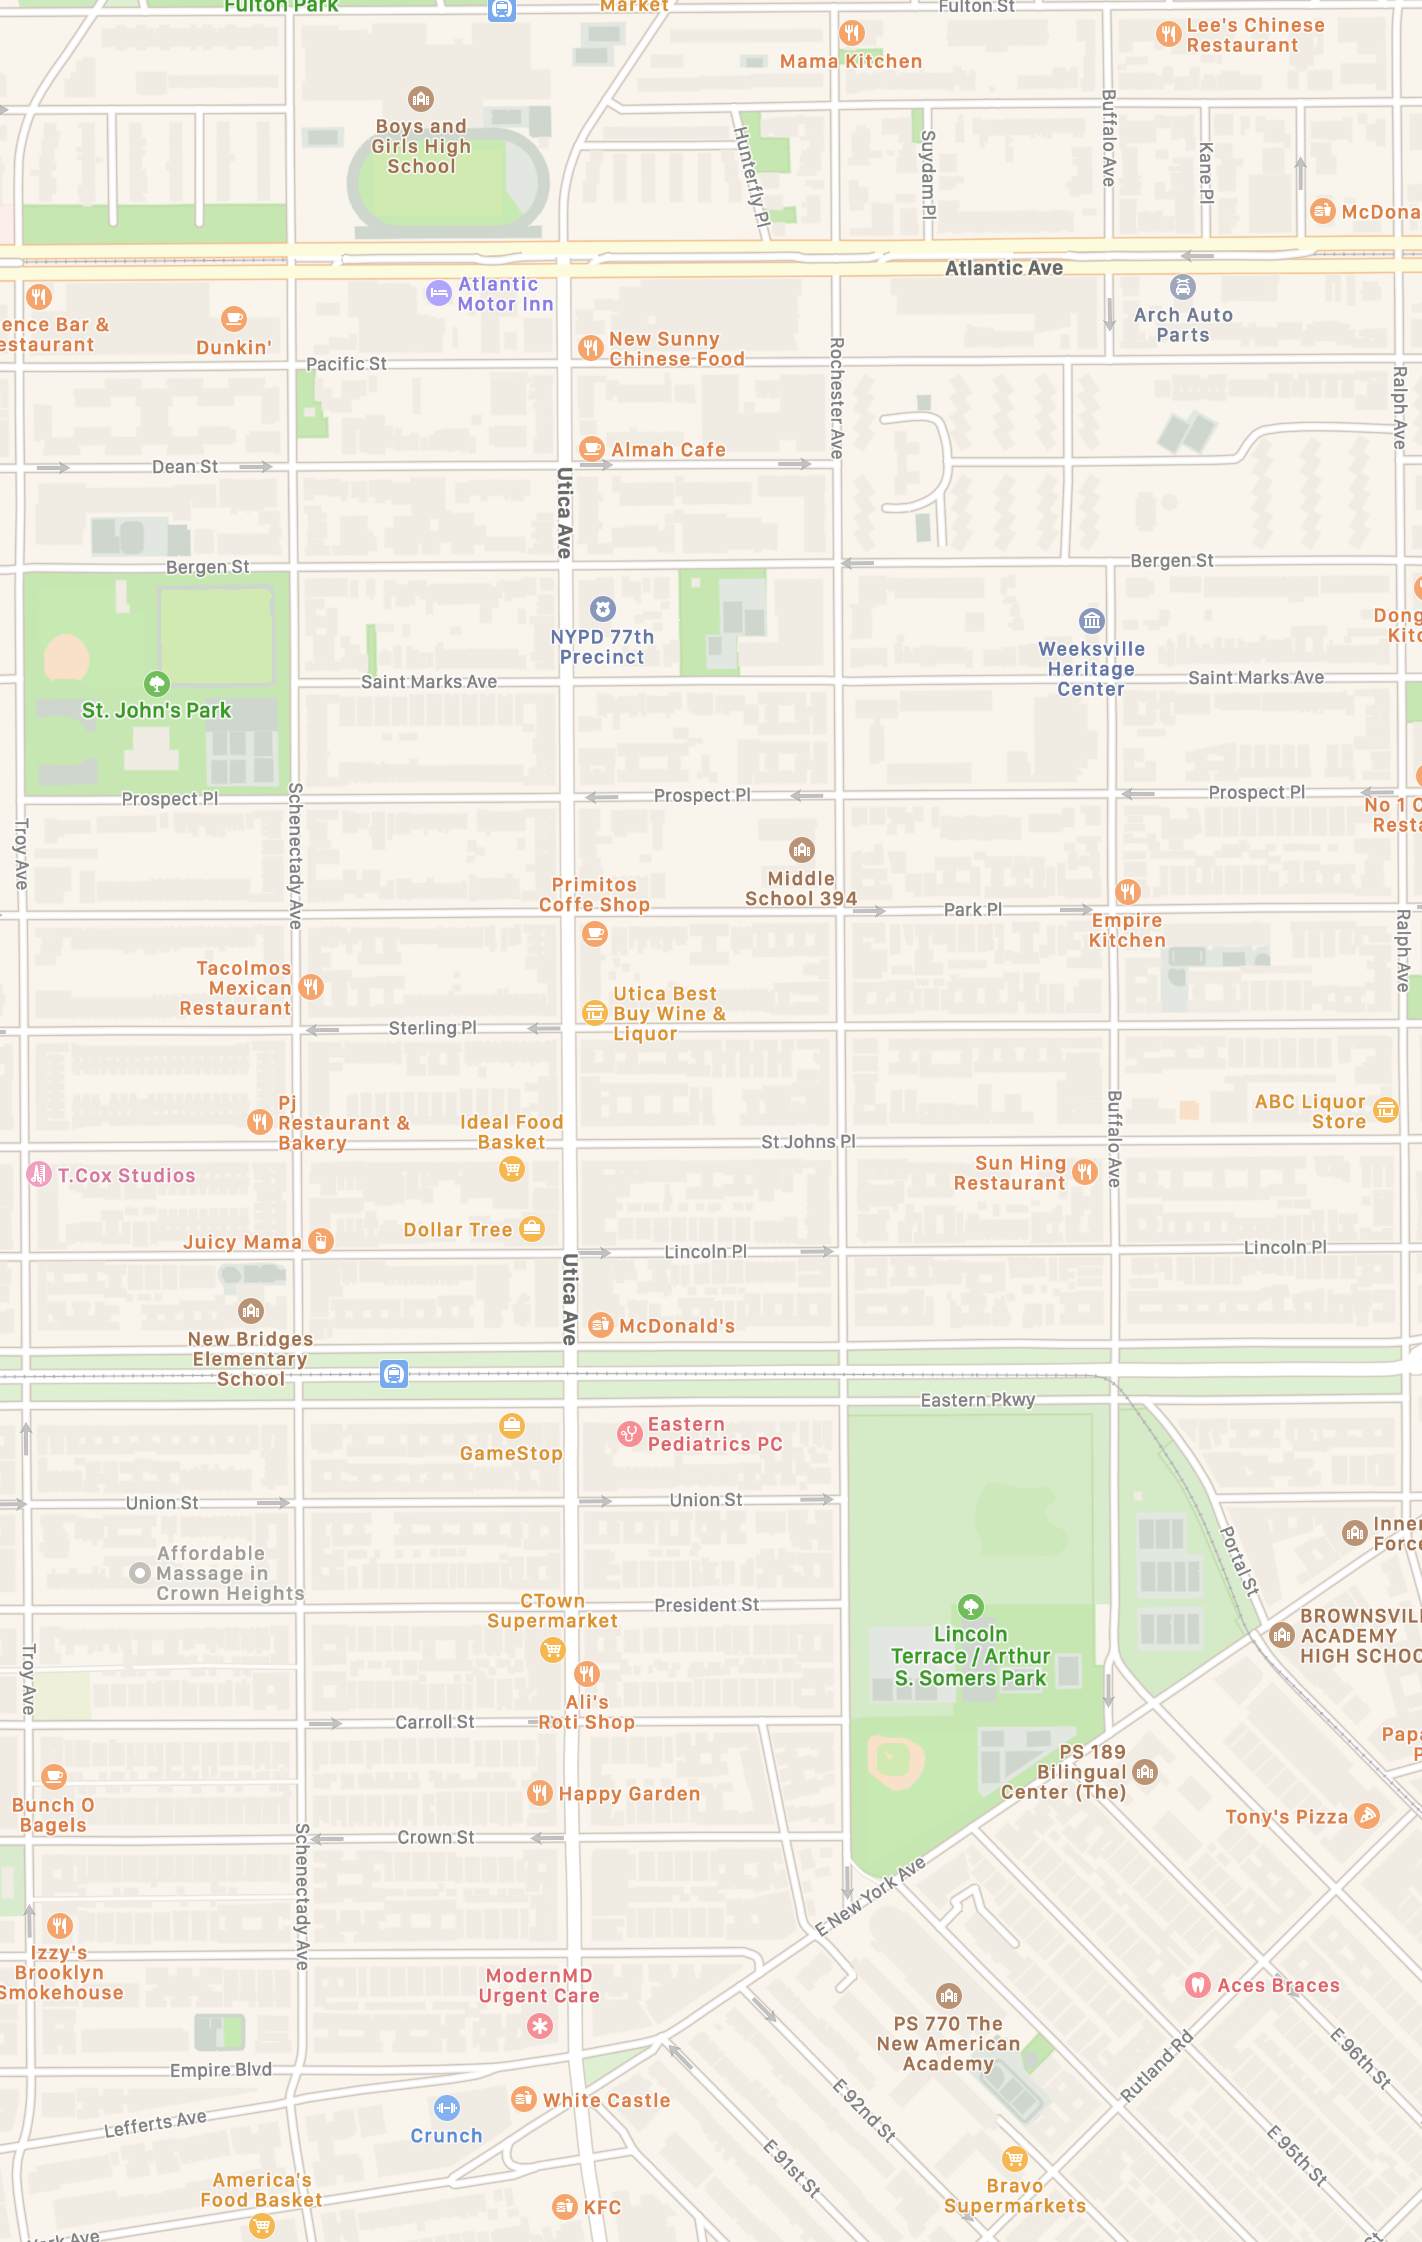 Fulton Park
Market
Fulton St
Lee's Chinese
Restaurant
Mama Kitchen
Boys and
Girls High
School
Hunterfly Pl
Suydam Pl
Buffalo Ave
Kane Pl
McDona
Atlantic Ave
Atlantic
Motor Inn
ence Bar &
estaurant
Dunkin'
Arch Auto
Parts
New Sunny
Chinese Food
Pacific St
Rochester Ave
Ralph Ave
Almah Cafe
Dean St
Utica Ave
Bergen St
Bergen St
NYPD 77th
Precinct
Weeksville
Heritage
Center
Dong
Kitc
St. John's Park
Saint Marks Ave
Saint Marks Ave
Prospect Pl
Prospect Pl
Prospect Pl
No 1 C
Resta
Troy Ave
Schenectady Ave
Middle
School 394
Primitos
Coffe Shop
Park Pl
Empire
Kitchen
Ralph Ave
Tacolmos
Mexican
Restaurant
Utica Best
Buy Wine &
Liquor
Sterling Pl
Pj
Restaurant &
Bakery
Ideal Food
Basket
ABC Liquor
Store
Buffalo Ave
St Johns Pl
T.Cox Studios
Sun Hing
Restaurant
Dollar Tree
Juicy Mama
Lincoln Pl
Lincoln Pl
Utica Ave
New Bridges
Elementary
School
McDonald's
Eastern Pkwy
GameStop
Eastern
Pediatrics PC
Union St
Union St
Inner
Force
Portal St
Affordable
Massage in
Crown Heights
CTown
Supermarket
President St
Lincoln
Terrace / Arthur
S. Somers Park
BROWNSVIL
ACADEMY
HIGH SCHOO
Troy Ave
Ali's
Roti Shop
Carroll St
PS 189
Bilingual
Center (The)
Papa
P
Bunch O
Bagels
Happy Garden
Tony's Pizza
Crown St
Schenectady Ave
E New York Ave
Izzy's
Brooklyn
Smokehouse
ModernMD
Urgent Care
Aces Braces
PS 770 The
New American
Academy
E 96th St
Rutland Rd
Empire Blvd
White Castle
E 92nd St
Lefferts Ave
Crunch
E 91st St
E 95th St
America's
Food Basket
Bravo
Supermarkets
KFC
York Ave